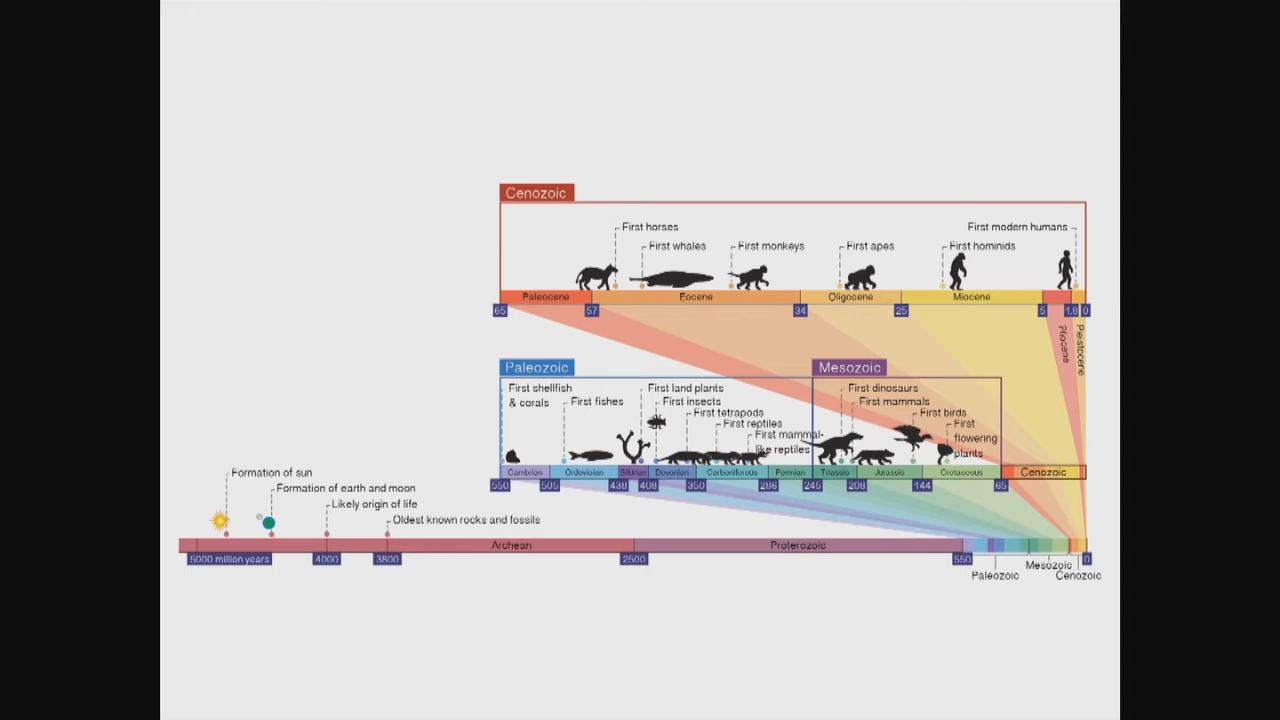 Cenozoic
First horses
First modern humans
First whales
First monkeys
First apes
First hominids
Paleocene
Eocene
Oligocene
Miocene
65
57
34
25
5
1.8
0
Pliocene
Pleistocene
Paleozoic
Mesozoic
First shellfish
& corals
First fishes
First land plants
First insects
First tetrapods
First reptiles
First mammal-
like reptiles
First dinosaurs
First mammals
First birds
First
flowering
plants
Cambrian
Ordovician
Silurian
Devonian
Carboniferous
Permian
Triassic
Jurassic
Cretaceous
Cenozoic
550
505
438
408
350
286
245
208
144
65
Formation of sun
Formation of earth and moon
Likely origin of life
Oldest known rocks and fossils
Archean
Proterozoic
5000 million years
4000
3800
2500
550
0
Paleozoic
Mesozoic
Cenozoic